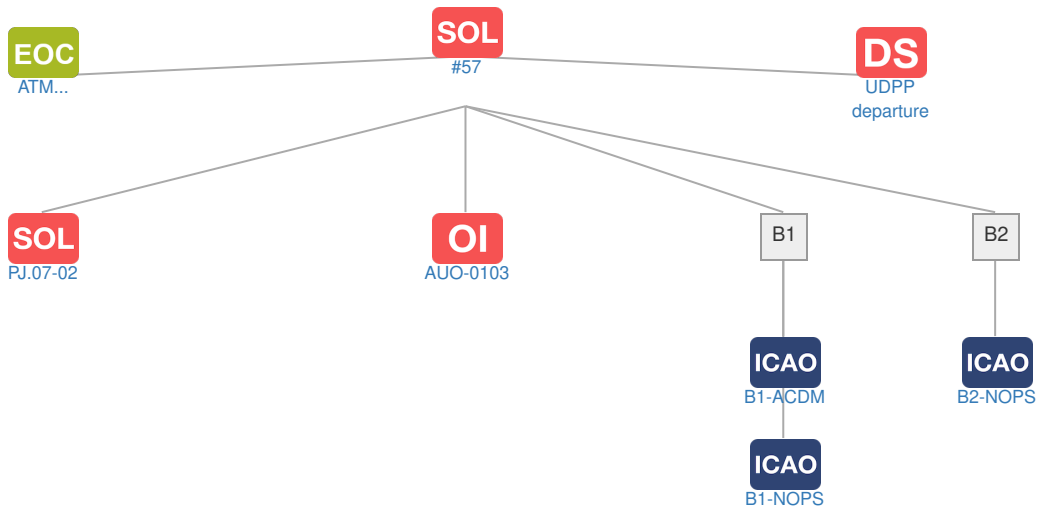 EOC
ATM...
SOL
#57
DS
UDPP
departure
SOL
PJ.07-02
OI
AUO-0103
B1
B2
ICAO
B1-ACDM
ICAO
B2-NOPS
ICAO
B1-NOPS